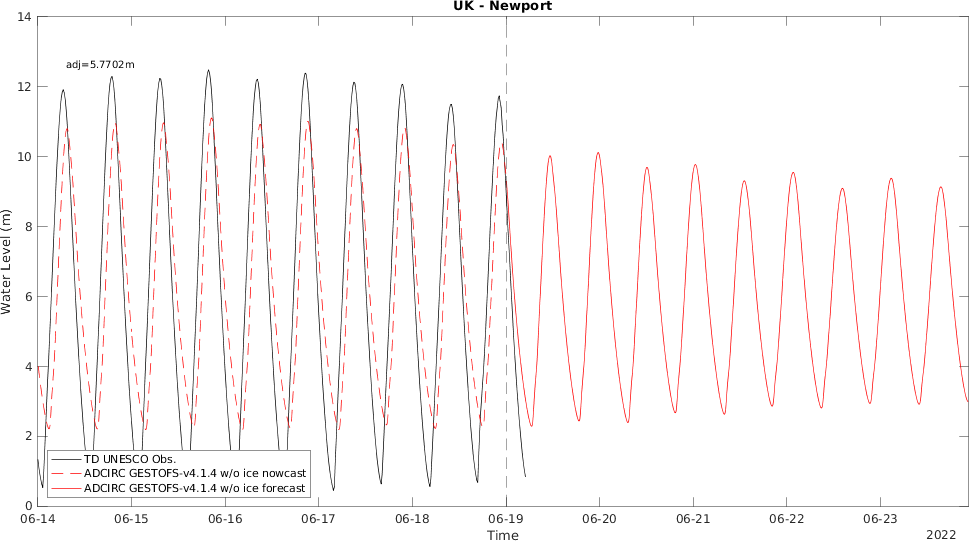 UK - Newport
14
12
10
8
6
4
2
0
Water Level (m)
adj=5.7702m
TD UNESCO Obs.
ADCIRC GESTOFS-v4.1.4 w/o ice nowcast
ADCIRC GESTOFS-v4.1.4 w/o ice forecast
06-14 06-15 06-16 06-17 06-18 06-19 06-20 06-21 06-22 06-23
Time
2022